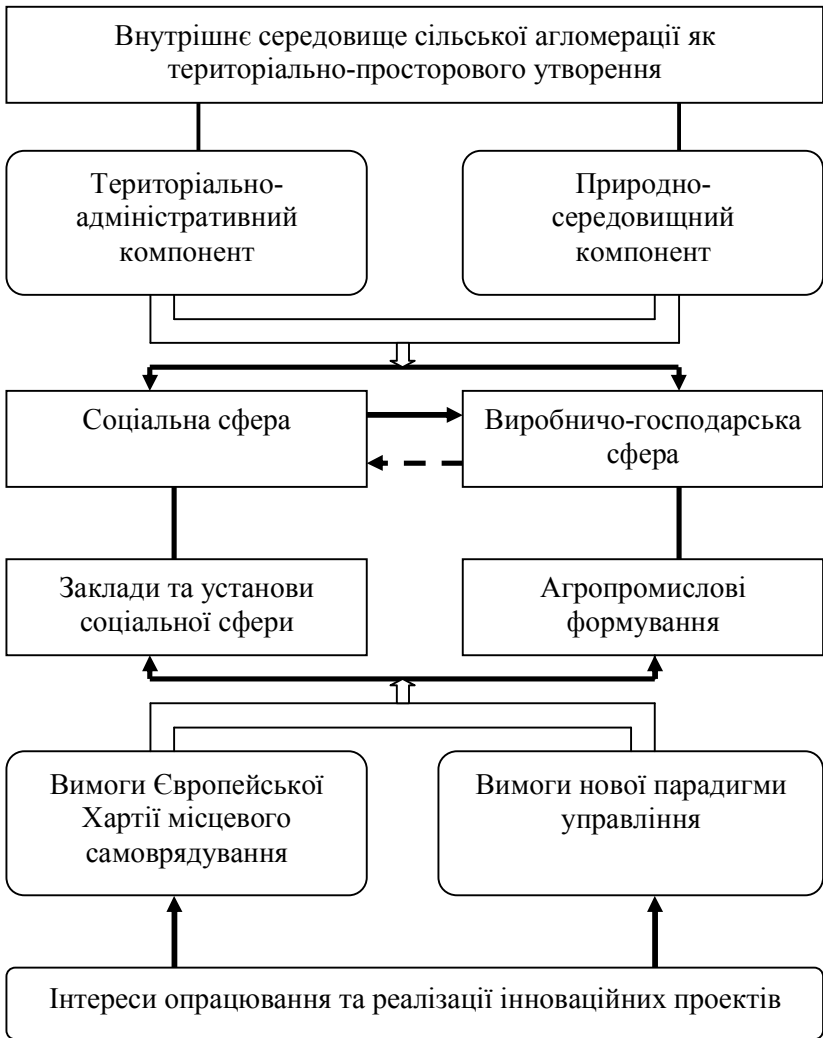 Внутрішнє середовище сільської агломерації як
територіально-просторового утворення
Територіально-
адміністративний
компонент
Природно-
середовищний
компонент
Соціальна сфера
Виробничо-господарська
сфера
Заклади та установи
соціальної сфери
Агропромислові
формування
Вимоги Європейської
Хартії місцевого
самоврядування
Вимоги нової парадигми
управління
Інтереси опрацювання та реалізації інноваційних проектів